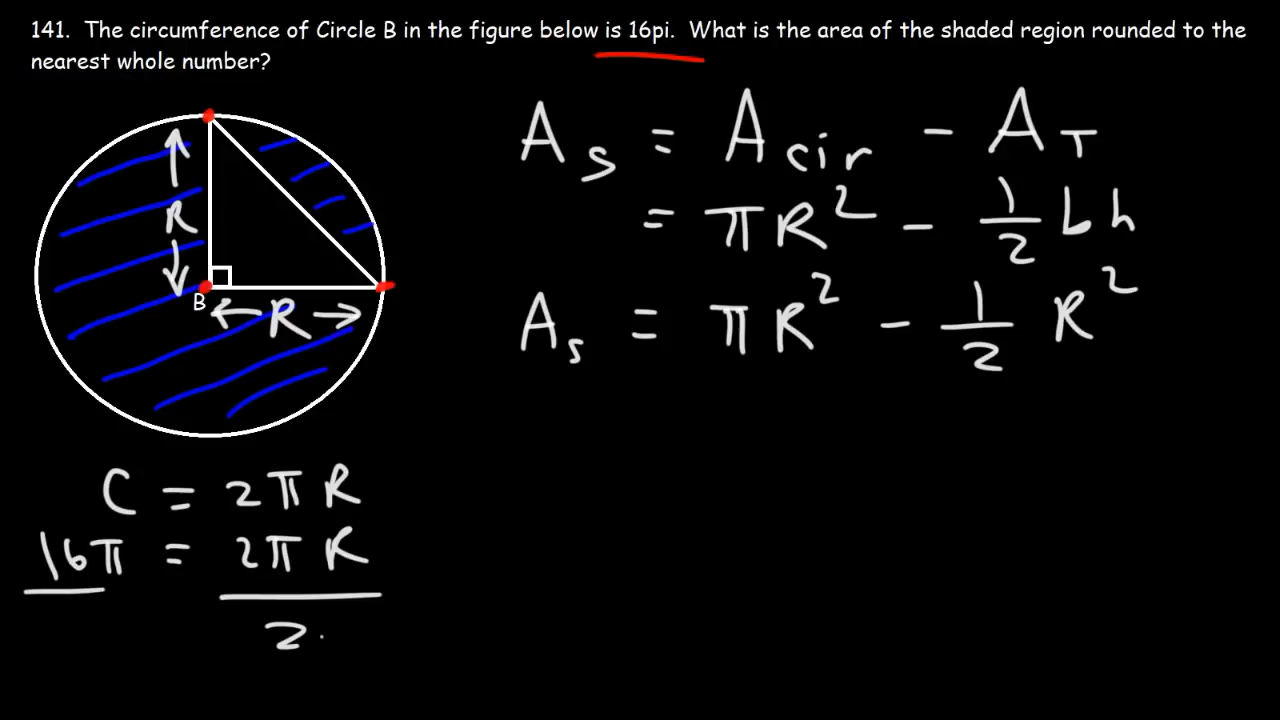 141. The circumference of Circle B in the figure below is 16pi. What is the area of the shaded region rounded to the
nearest whole number?
A_s = A_cir - A_T
= πR² - 1/2 bh
A_s = πR² - 1/2 R²
R
B
R
C = 2πR
16π = 2πR
2